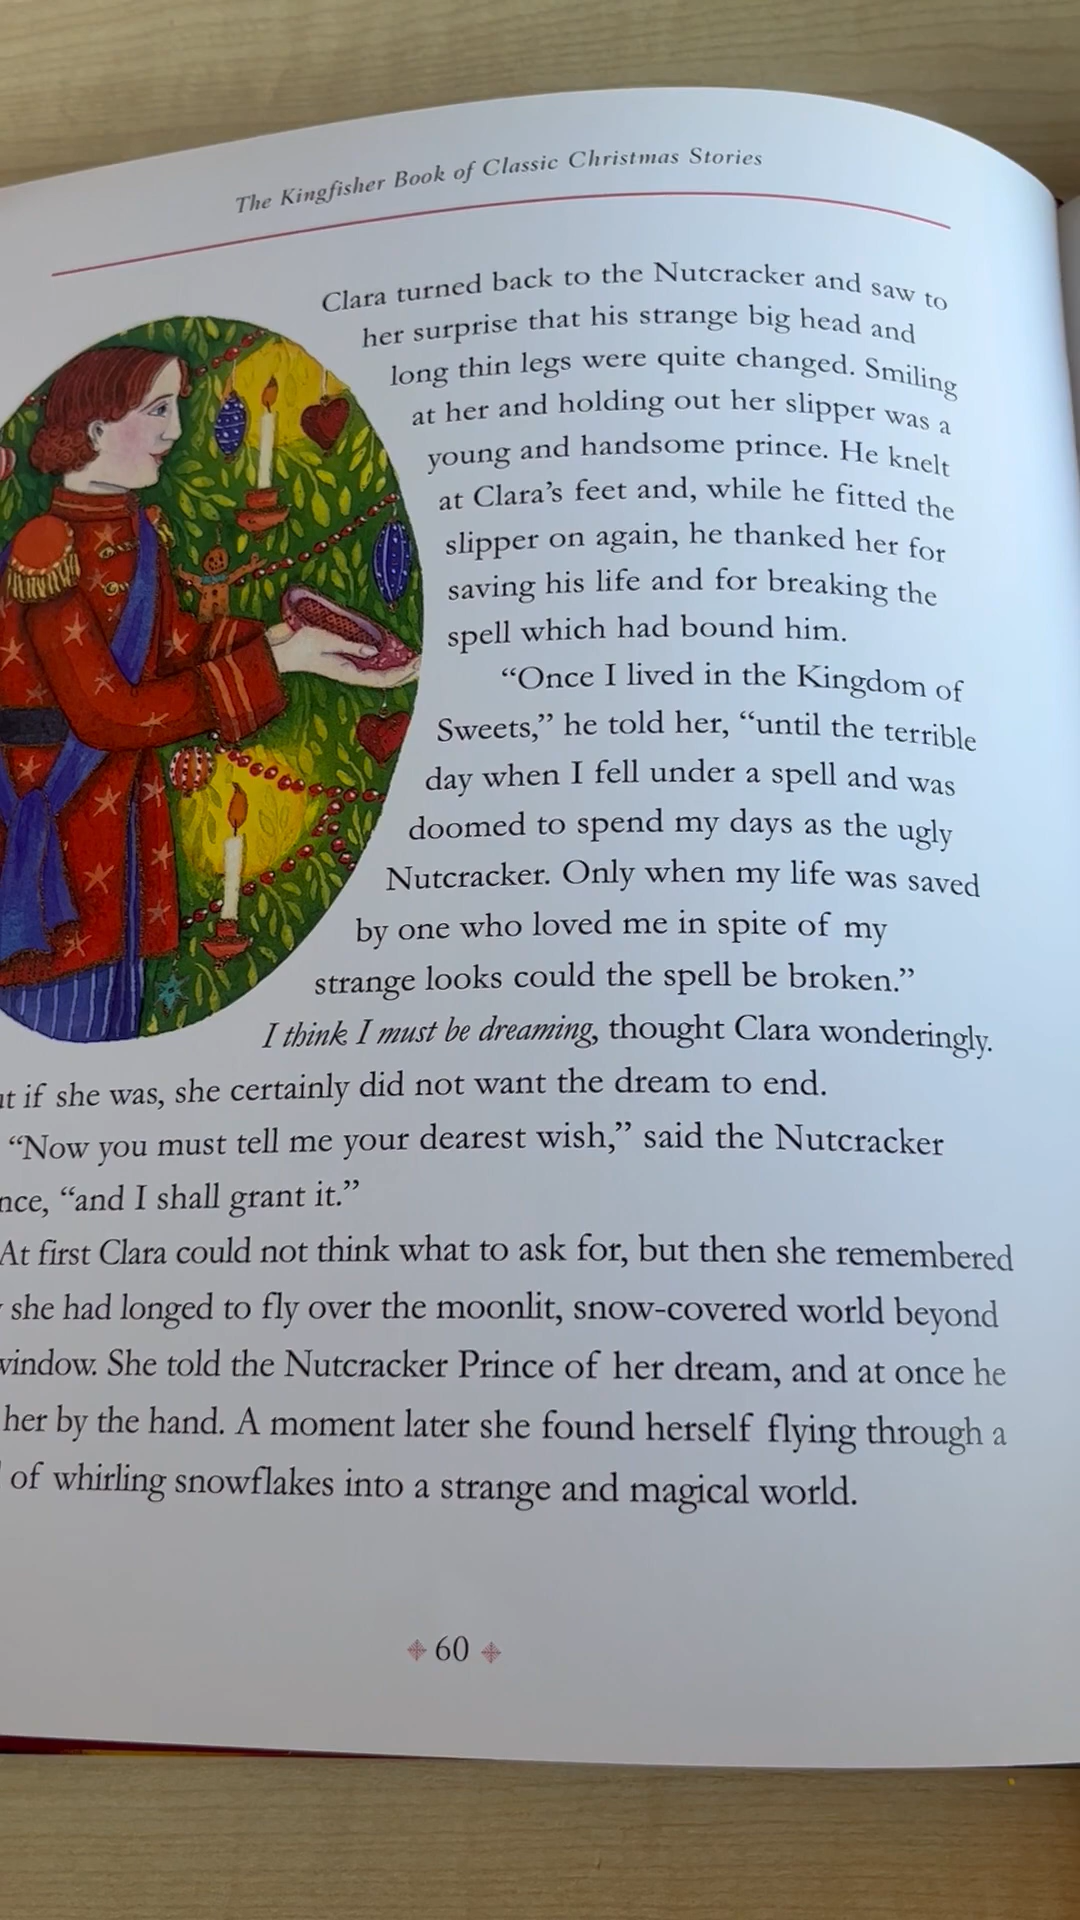 The Kingfisher Book of Classic Christmas Stories
Clara turned back to the Nutcracker and saw to
her surprise that his strange big head and
long thin legs were quite changed. Smiling
at her and holding out her slipper was a
young and handsome prince. He knelt
at Clara’s feet and, while he fitted the
slipper on again, he thanked her for
saving his life and for breaking the
spell which had bound him.
“Once I lived in the Kingdom of
Sweets,” he told her, “until the terrible
day when I fell under a spell and was
doomed to spend my days as the ugly
Nutcracker. Only when my life was saved
by one who loved me in spite of my
strange looks could the spell be broken.”
I think I must be dreaming, thought Clara wonderingly.
if she was, she certainly did not want the dream to end.
“Now you must tell me your dearest wish,” said the Nutcracker
“and I shall grant it.”
At first Clara could not think what to ask for, but then she remembered
she had longed to fly over the moonlit, snow-covered world beyond
window. She told the Nutcracker Prince of her dream, and at once he
her by the hand. A moment later she found herself flying through a
of whirling snowflakes into a strange and magical world.
60